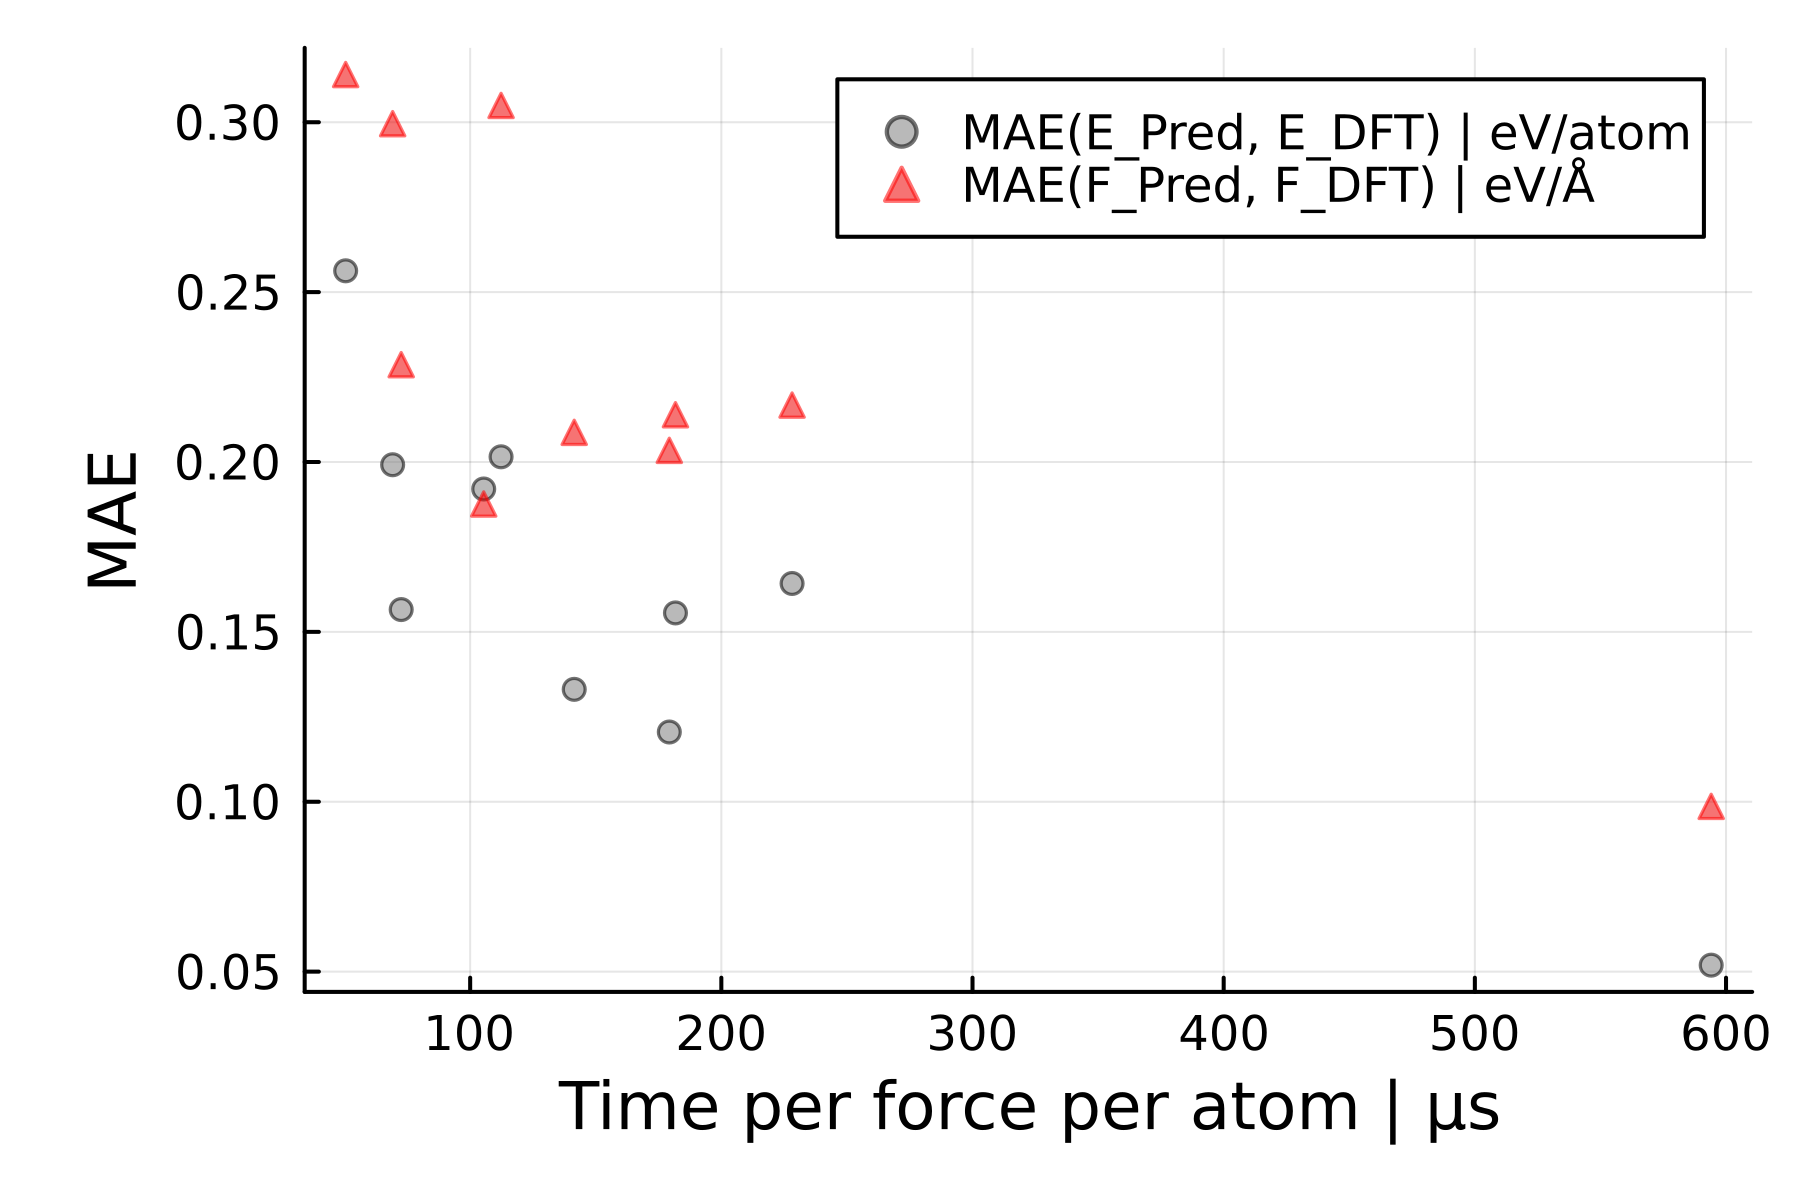 MAE(E_Pred, E_DFT) | eV/atom
MAE(F_Pred, F_DFT) | eV/Å
0.30
0.25
0.20
0.15
0.10
0.05
MAE
100 200 300 400 500 600
Time per force per atom | μs